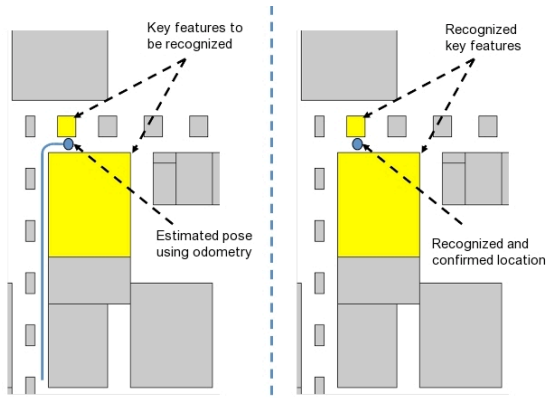 Key features to
be recognized
Estimated pose
using odometry
Recognized
key features
Recognized and
confirmed location